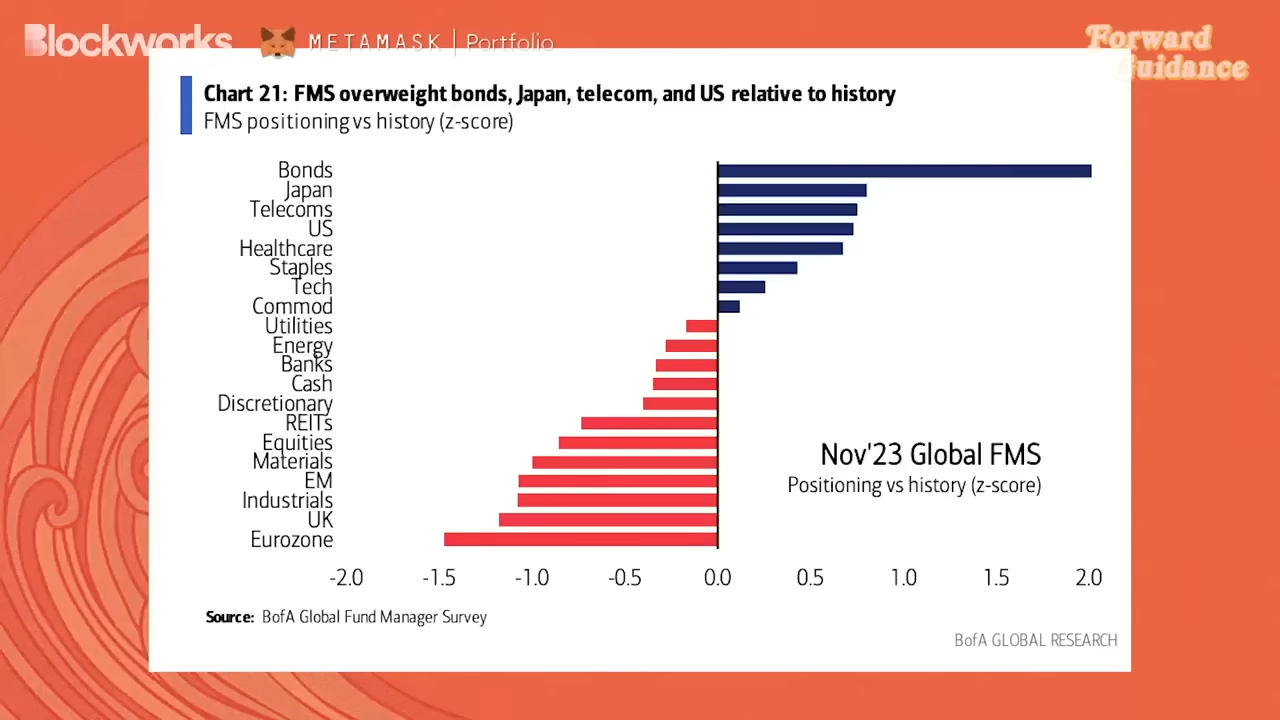 Blockworks
METAMASK | Portfolio
Forward
Guidance
Chart 21: FMS overweight bonds, Japan, telecom, and US relative to history
FMS positioning vs history (z-score)
Bonds
Japan
Telecoms
US
Healthcare
Staples
Tech
Commod
Utilities
Energy
Banks
Cash
Discretionary
REITs
Equities
Materials
EM
Industrials
UK
Eurozone
Nov'23 Global FMS
Positioning vs history (z-score)
-2.0 -1.5 -1.0 -0.5 0.0 0.5 1.0 1.5 2.0
Source: BofA Global Fund Manager Survey
BofA GLOBAL RESEARCH